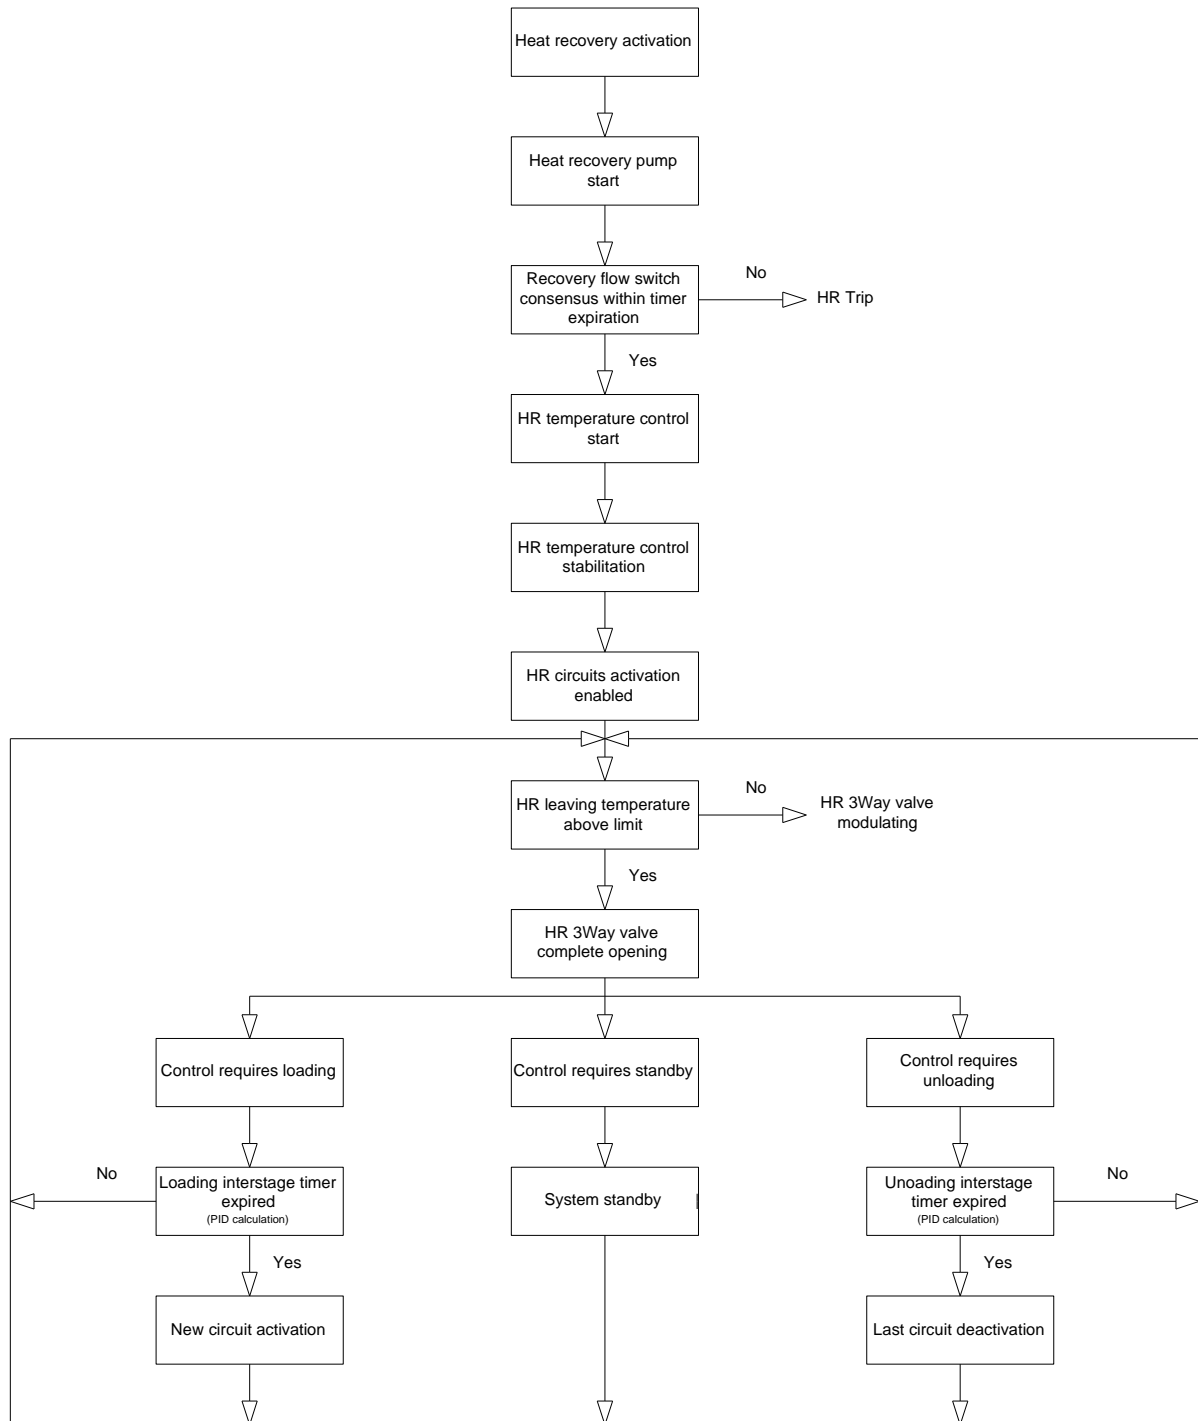 Heat recovery activation
Heat recovery pump
start
Recovery flow switch
consensus within timer
expiration
No
HR Trip
Yes
HR temperature control
start
HR temperature control
stabilitation
HR circuits activation
enabled
HR leaving temperature
above limit
No
HR 3Way valve
modulating
Yes
HR 3Way valve
complete opening
Control requires loading
Control requires standby
Control requires
unloading
No
Loading interstage timer
expired
(PID calculation)
System standby
Unoading interstage
timer expired
(PID calculation)
No
Yes
Yes
New circuit activation
Last circuit deactivation